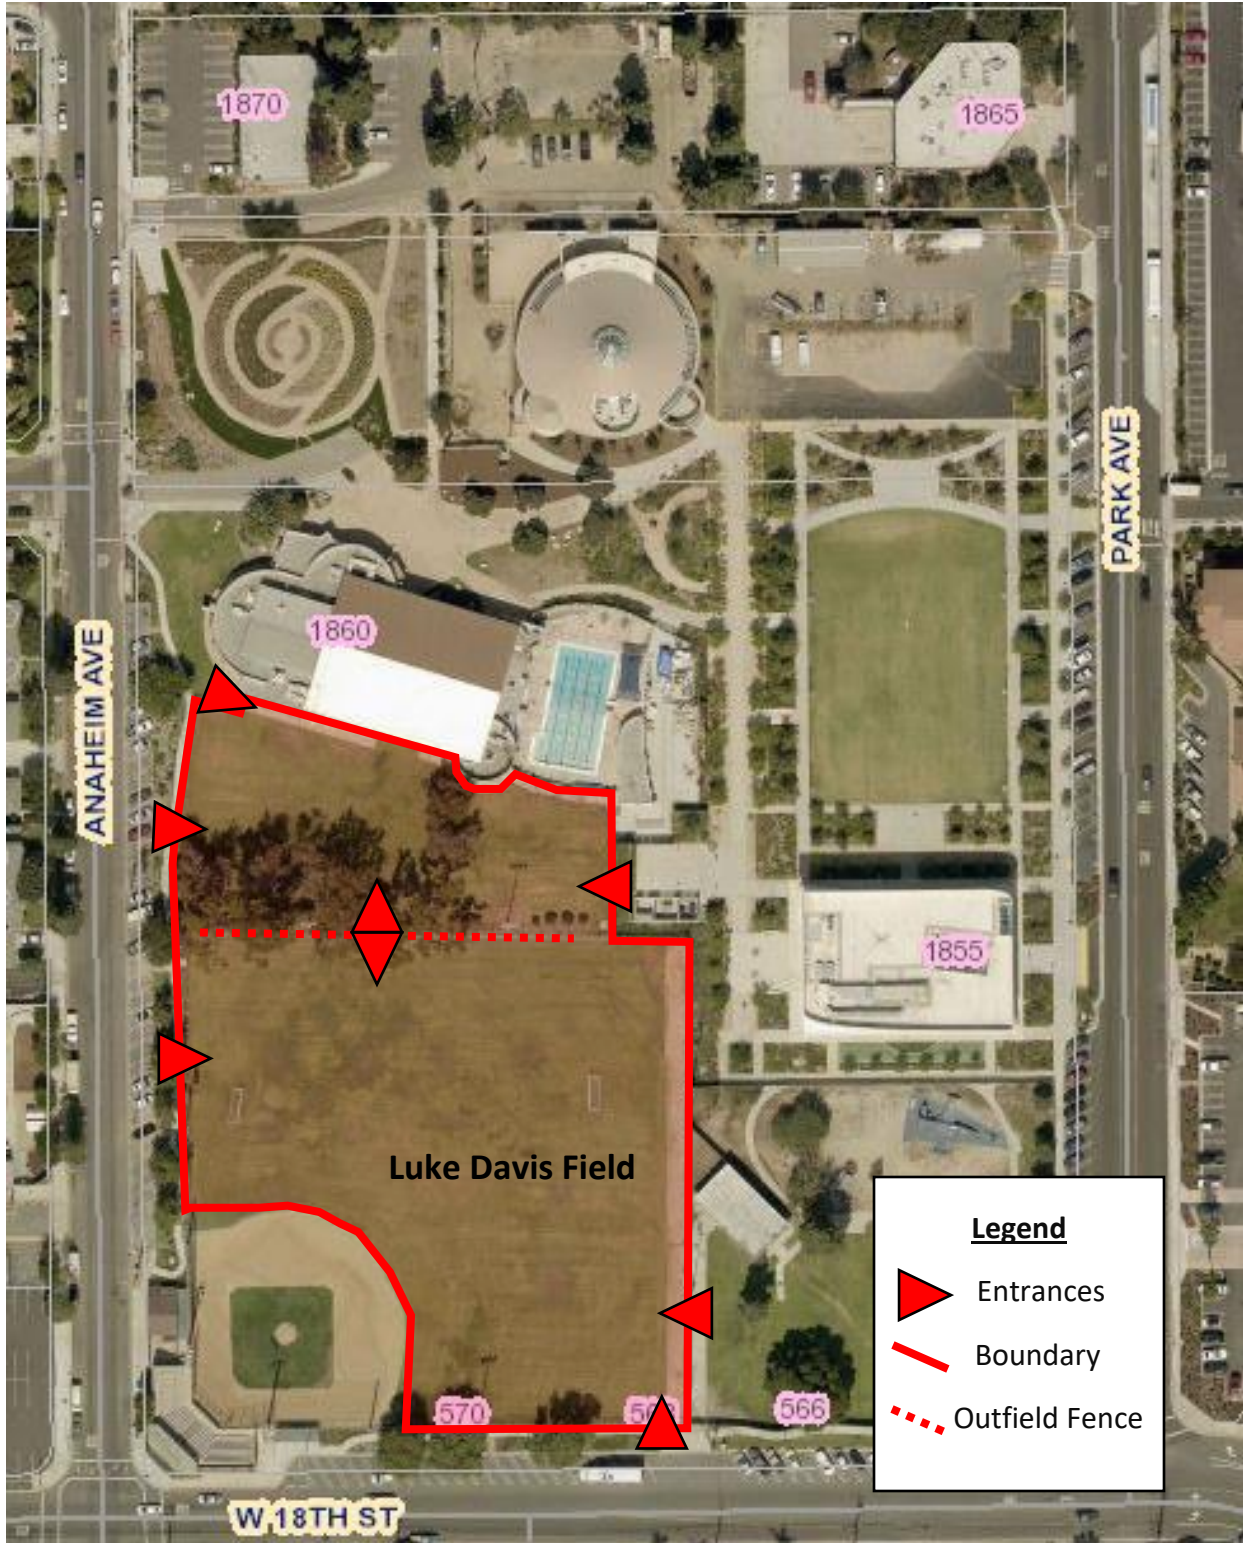 1870
1865
PARK AVE
1860
ANAHEIM AVE
1855
Luke Davis Field
Legend
Entrances
Boundary
Outfield Fence
570
566
W 18TH ST